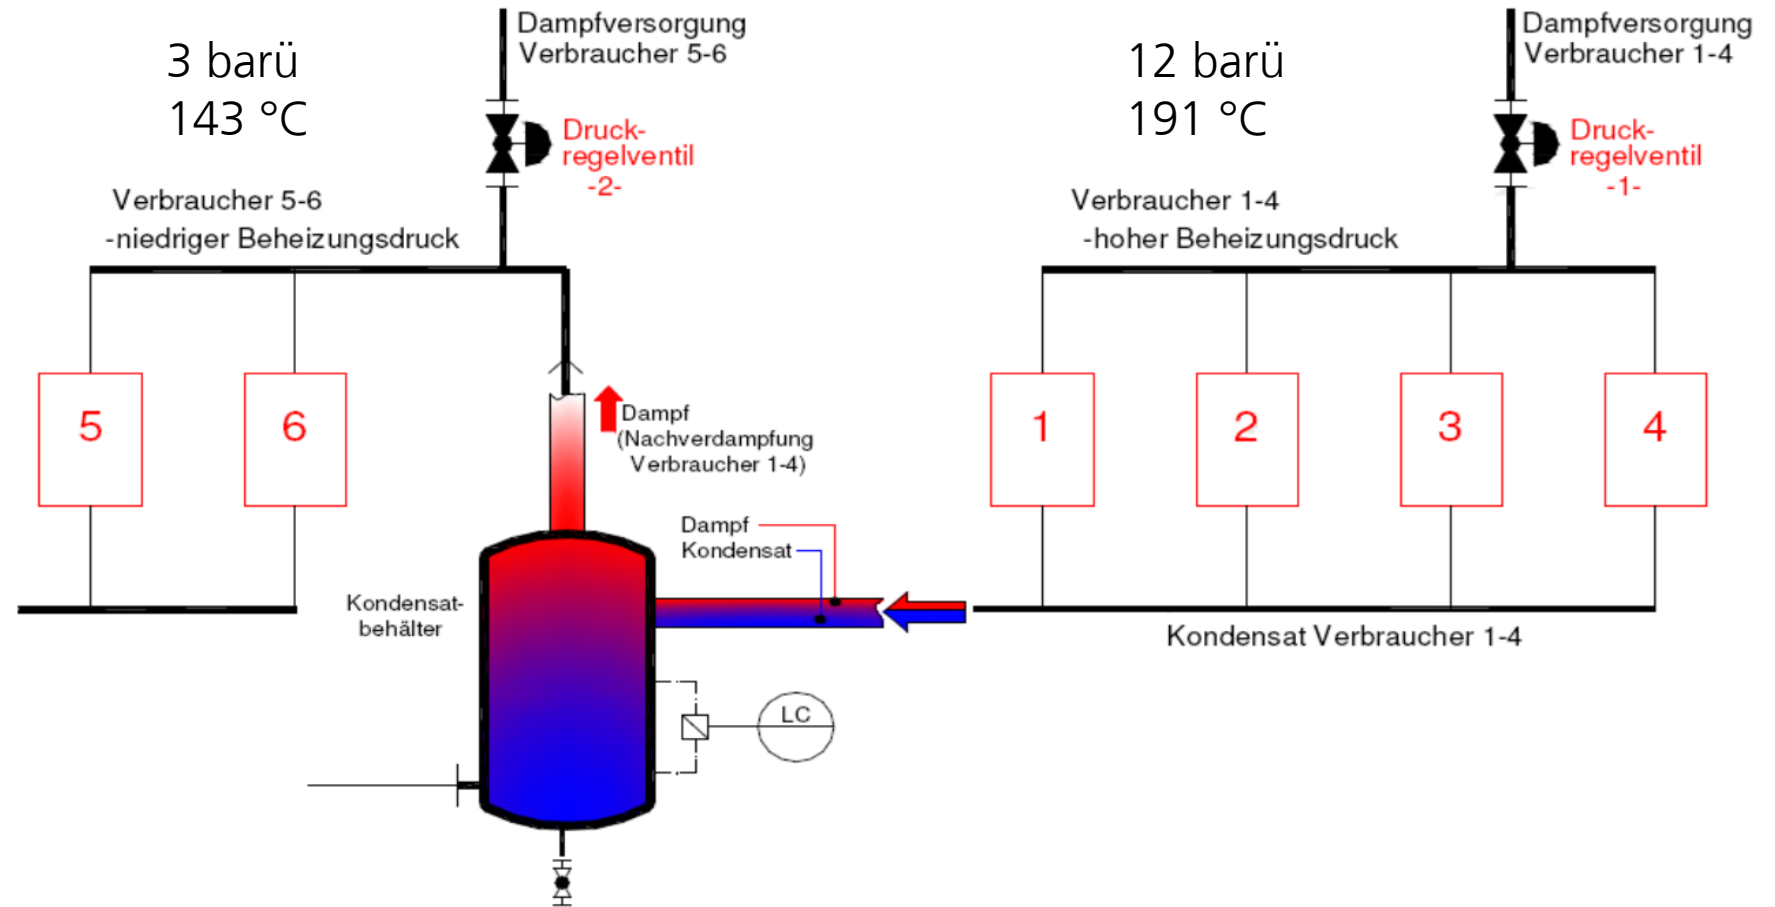 3 barü
143 °C
Dampfversorgung
Verbraucher 5-6
Druck-
regelventil
-2-
Verbraucher 5-6
-niedriger Beheizungsdruck
12 barü
191 °C
Dampfversorgung
Verbraucher 1-4
Druck-
regelventil
-1-
Verbraucher 1-4
-hoher Beheizungsdruck
5
6
1
2
3
4
Dampf
(Nachverdampfung
Verbraucher 1-4)
Dampf
Kondensat
Kondensat-
behälter
Kondensat Verbraucher 1-4
LC